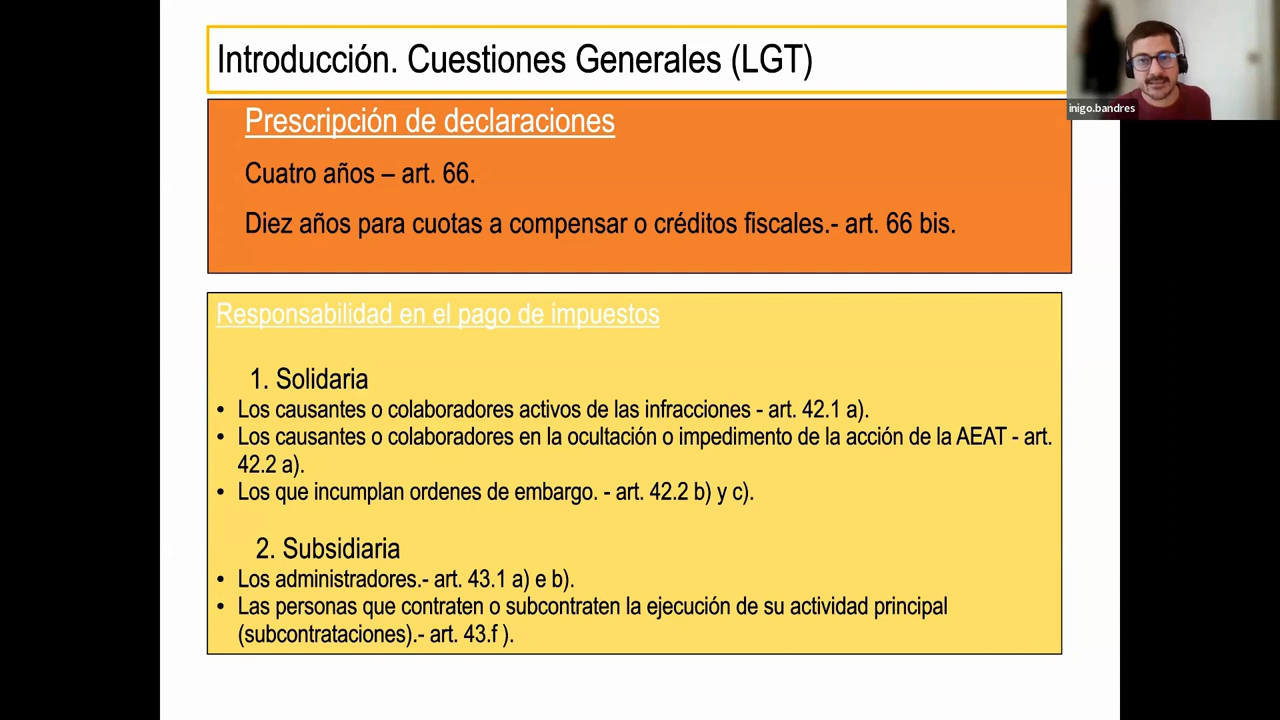 Introducción. Cuestiones Generales (LGT)
inigo.bandres
Prescripción de declaraciones
Cuatro años – art. 66.
Diez años para cuotas a compensar o créditos fiscales.- art. 66 bis.
Responsabilidad en el pago de impuestos
1. Solidaria
• Los causantes o colaboradores activos de las infracciones - art. 42.1 a).
• Los causantes o colaboradores en la ocultación o impedimento de la acción de la AEAT - art.
42.2 a).
• Los que incumplan ordenes de embargo. - art. 42.2 b) y c).
2. Subsidiaria
• Los administradores.- art. 43.1 a) e b).
• Las personas que contraten o subcontraten la ejecución de su actividad principal
(subcontrataciones).- art. 43.f ).